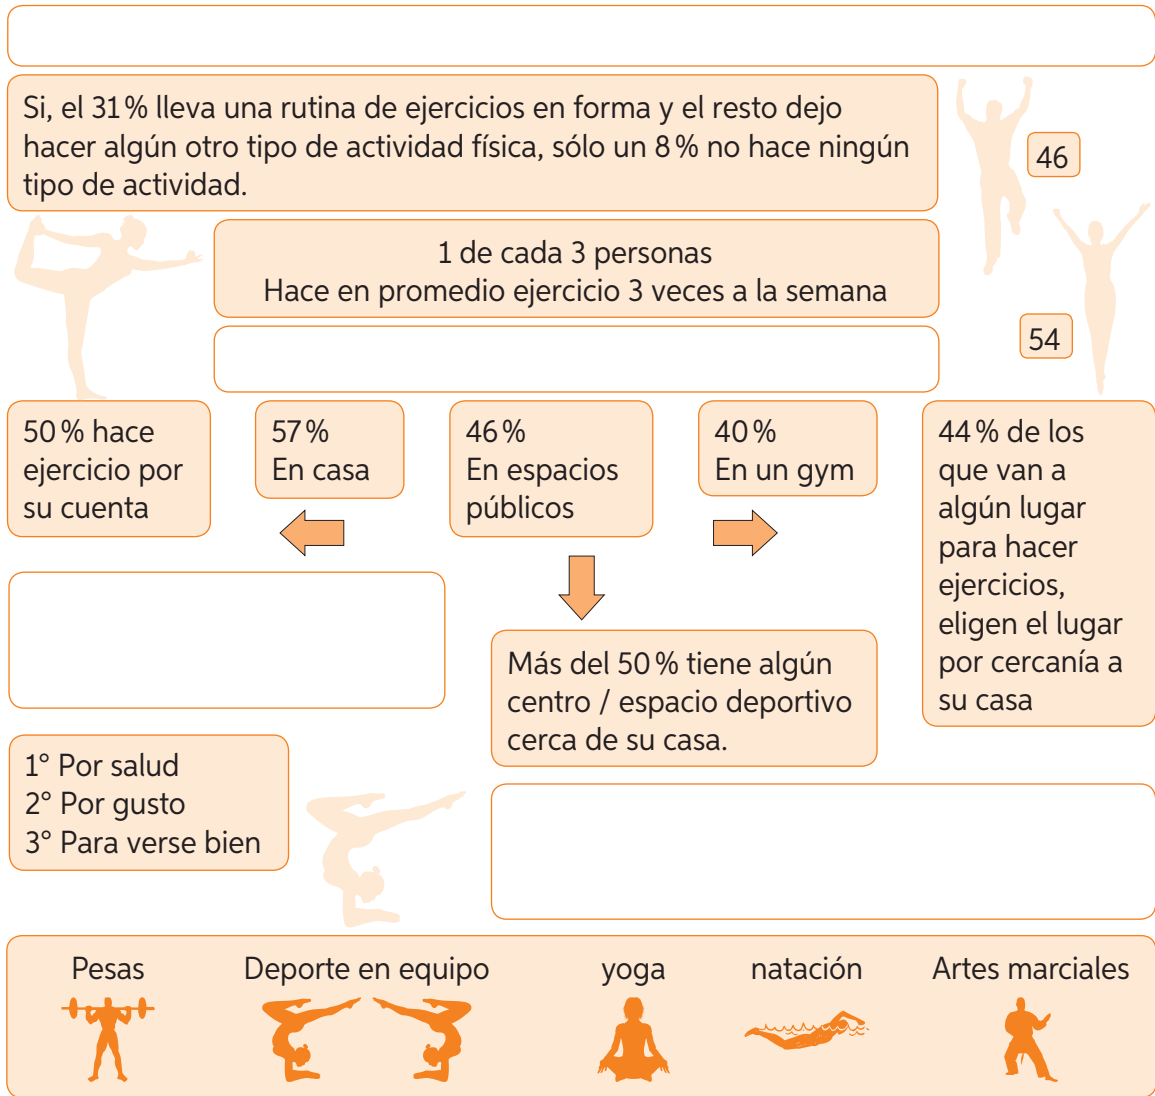 Si, el 31% lleva una rutina de ejercicios en forma y el resto dejo
hacer algún otro tipo de actividad física, sólo un 8% no hace ningún
tipo de actividad.
46
1 de cada 3 personas
Hace en promedio ejercicio 3 veces a la semana
54
50% hace
ejercicio por
su cuenta
57%
En casa
46%
En espacios
públicos
40%
En un gym
44% de los
que van a
algún lugar
para hacer
ejercicios,
eligen el lugar
por cercanía a
su casa
Más del 50% tiene algún
centro / espacio deportivo
cerca de su casa.
1° Por salud
2° Por gusto
3° Para verse bien
Pesas
Deporte en equipo
yoga
natación
Artes marciales